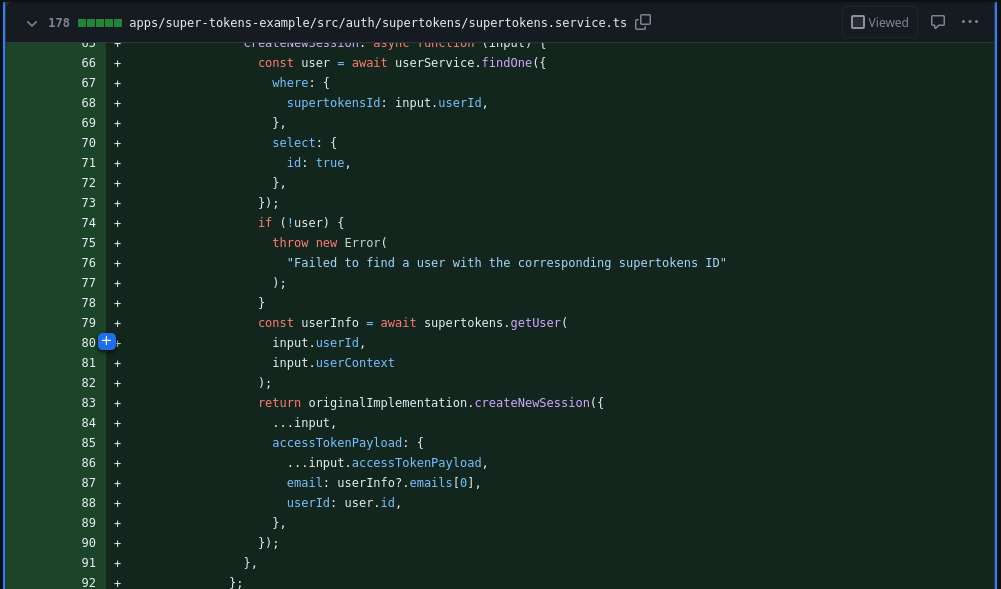 178 apps/super-tokens-example/src/auth/supertokens/supertokens.service.ts Viewed
65 + createNewSession: async function (input) {
66 + const user = await userService.findOne({
67 + where: {
68 + supertokensId: input.userId,
69 + },
70 + select: {
71 + id: true,
72 + },
73 + });
74 + if (!user) {
75 + throw new Error(
76 + "Failed to find a user with the corresponding supertokens ID"
77 + );
78 + }
79 + const userInfo = await supertokens.getUser(
80 + input.userId,
81 + input.userContext
82 + );
83 + return originalImplementation.createNewSession({
84 + ...input,
85 + accessTokenPayload: {
86 + ...input.accessTokenPayload,
87 + email: userInfo?.emails[0],
88 + userId: user.id,
89 + },
90 + });
91 + },
92 + };